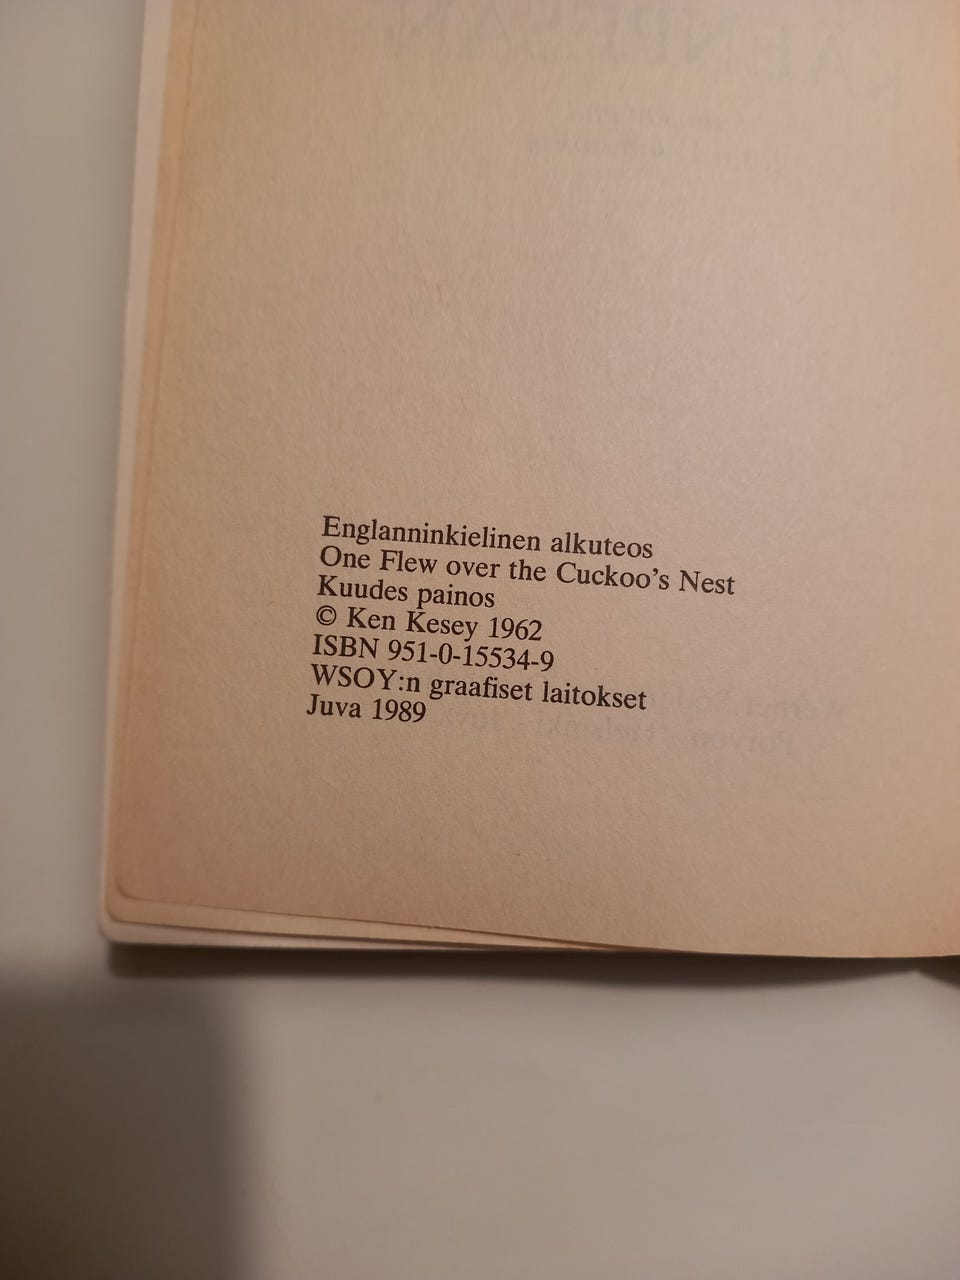 Englanninkielinen alkuteos
One Flew over the Cuckoo's Nest
Kuudes painos
© Ken Kesey 1962
ISBN 951-0-15534-9
WSOY:n graafiset laitokset
Juva 1989